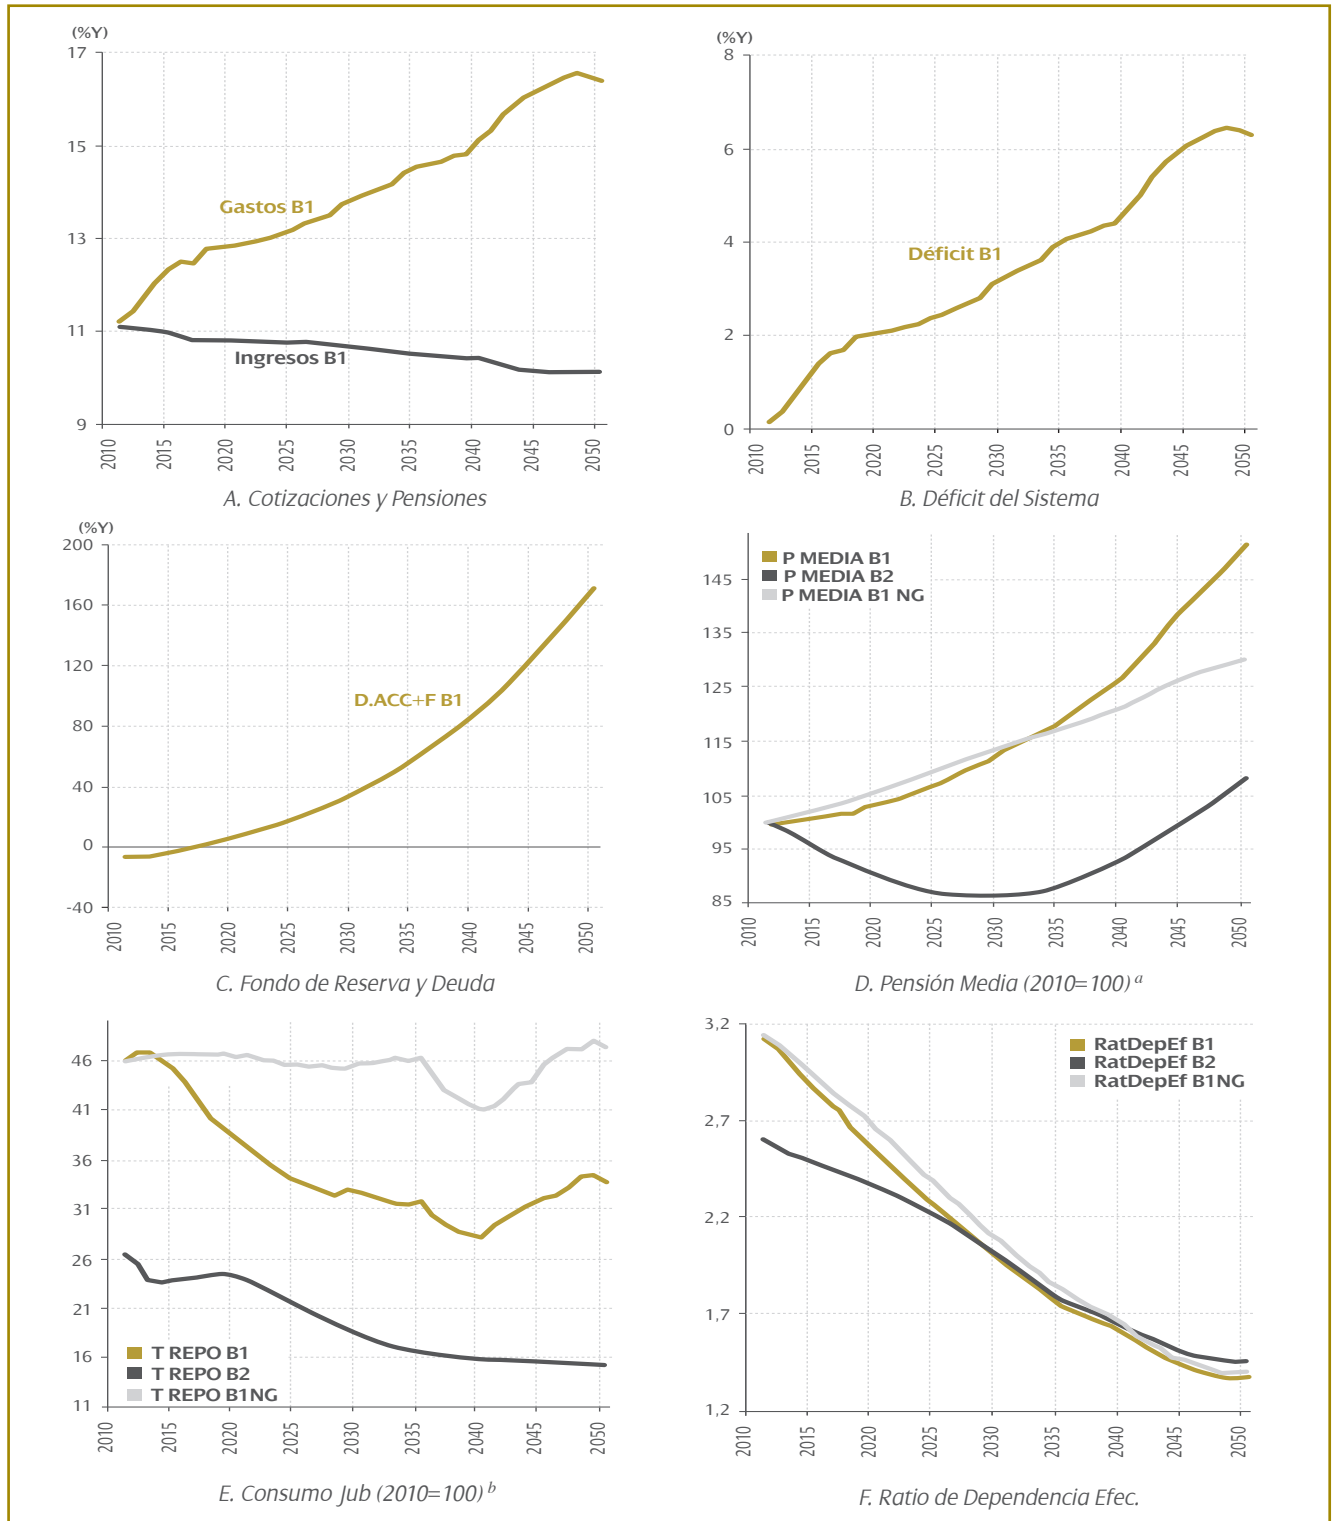 (%Y)
17
15
13
11
9
Gastos B1
Ingresos B1
2010 2015 2020 2025 2030 2035 2040 2045 2050
A. Cotizaciones y Pensiones
(%Y)
8
6
4
2
0
Déficit B1
2010 2015 2020 2025 2030 2035 2040 2045 2050
B. Déficit del Sistema
(%Y)
200
160
120
80
40
0
-40
D.ACC+F B1
2010 2015 2020 2025 2030 2035 2040 2045 2050
C. Fondo de Reserva y Deuda
P MEDIA B1
P MEDIA B2
P MEDIA B1 NG
145
135
125
115
105
95
85
2010 2015 2020 2025 2030 2035 2040 2045 2050
D. Pensión Media (2010=100) a
46
41
36
31
26
21
16
11
T REPO B1
T REPO B2
T REPO B1NG
2010 2015 2020 2025 2030 2035 2040 2045 2050
E. Consumo Jub (2010=100) b
3,2
2,7
2,2
1,7
1,2
RatDepEf B1
RatDepEf B2
RatDepEf B1NG
2010 2015 2020 2025 2030 2035 2040 2045 2050
F. Ratio de Dependencia Efec.